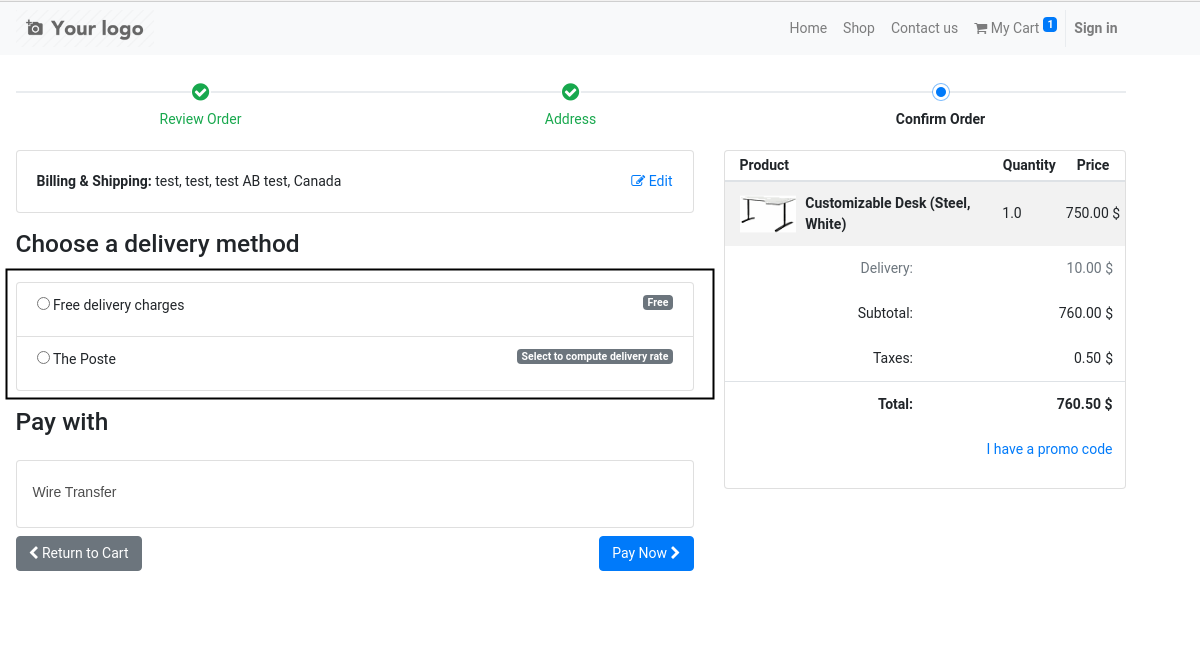 Your logo
Home Shop Contact us My Cart 1 Sign in
Review Order Address Confirm Order
Billing & Shipping: test, test, test AB test, Canada Edit
Choose a delivery method
Free delivery charges Free
The Poste Select to compute delivery rate
Pay with
Wire Transfer
Return to Cart Pay Now
Product Quantity Price
Customizable Desk (Steel, White) 1.0 750.00 $
Delivery: 10.00 $
Subtotal: 760.00 $
Taxes: 0.50 $
Total: 760.50 $
I have a promo code